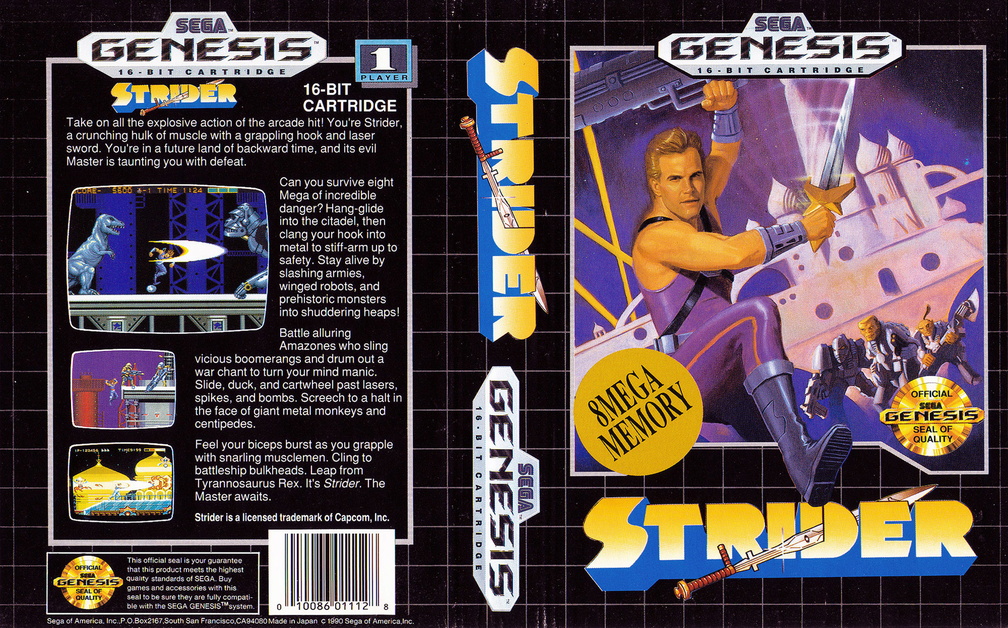 SEGA
GENESIS™
16-BIT CARTRIDGE
1
PLAYER
STRIDER
16-BIT
CARTRIDGE
Take on all the explosive action of the arcade hit! You're Strider,
a crunching hulk of muscle with a grappling hook and laser
sword. You're in a future land of backward time, and its evil
Master is taunting you with defeat.
5600 TIME 1124
Can you survive eight
Mega of incredible
danger? Hang-glide
into the citadel, then
clang your hook into
metal to stiff-arm up to
safety. Stay alive by
slashing armies,
winged robots, and
prehistoric monsters
into shuddering heaps!
Battle alluring
Amazones who sling
vicious boomerangs and drum out a
war chant to turn your mind manic.
Slide, duck, and cartwheel past lasers,
spikes, and bombs. Screech to a halt in
the face of giant metal monkeys and
centipedes.
Feel your biceps burst as you grapple
with snarling musclemen. Cling to
battleship bulkheads. Leap from
Tyrannosaurus Rex. It's Strider. The
Master awaits.
Strider is a licensed trademark of Capcom, Inc.
OFFICIAL
SEGA
GENESIS
SEAL OF
QUALITY
This official seal is your guarantee
that this product meets the highest
quality standards of SEGA. Buy
games and accessories with this
seal to be sure they are fully compati-
ble with the SEGA GENESIS™ system.
0 10086 01112 8
Sega of America, Inc.,P.O.Box2167,South San Francisco,CA94080 Made in Japan © 1990 Sega of America,Inc.
STRIDER
SEGA
GENESIS
16-BIT CARTRIDGE
SEGA™
GENESIS™
16-BIT CARTRIDGE
8MEGA
MEMORY
OFFICIAL
SEGA
GENESIS
SEAL OF
QUALITY
STRIDER